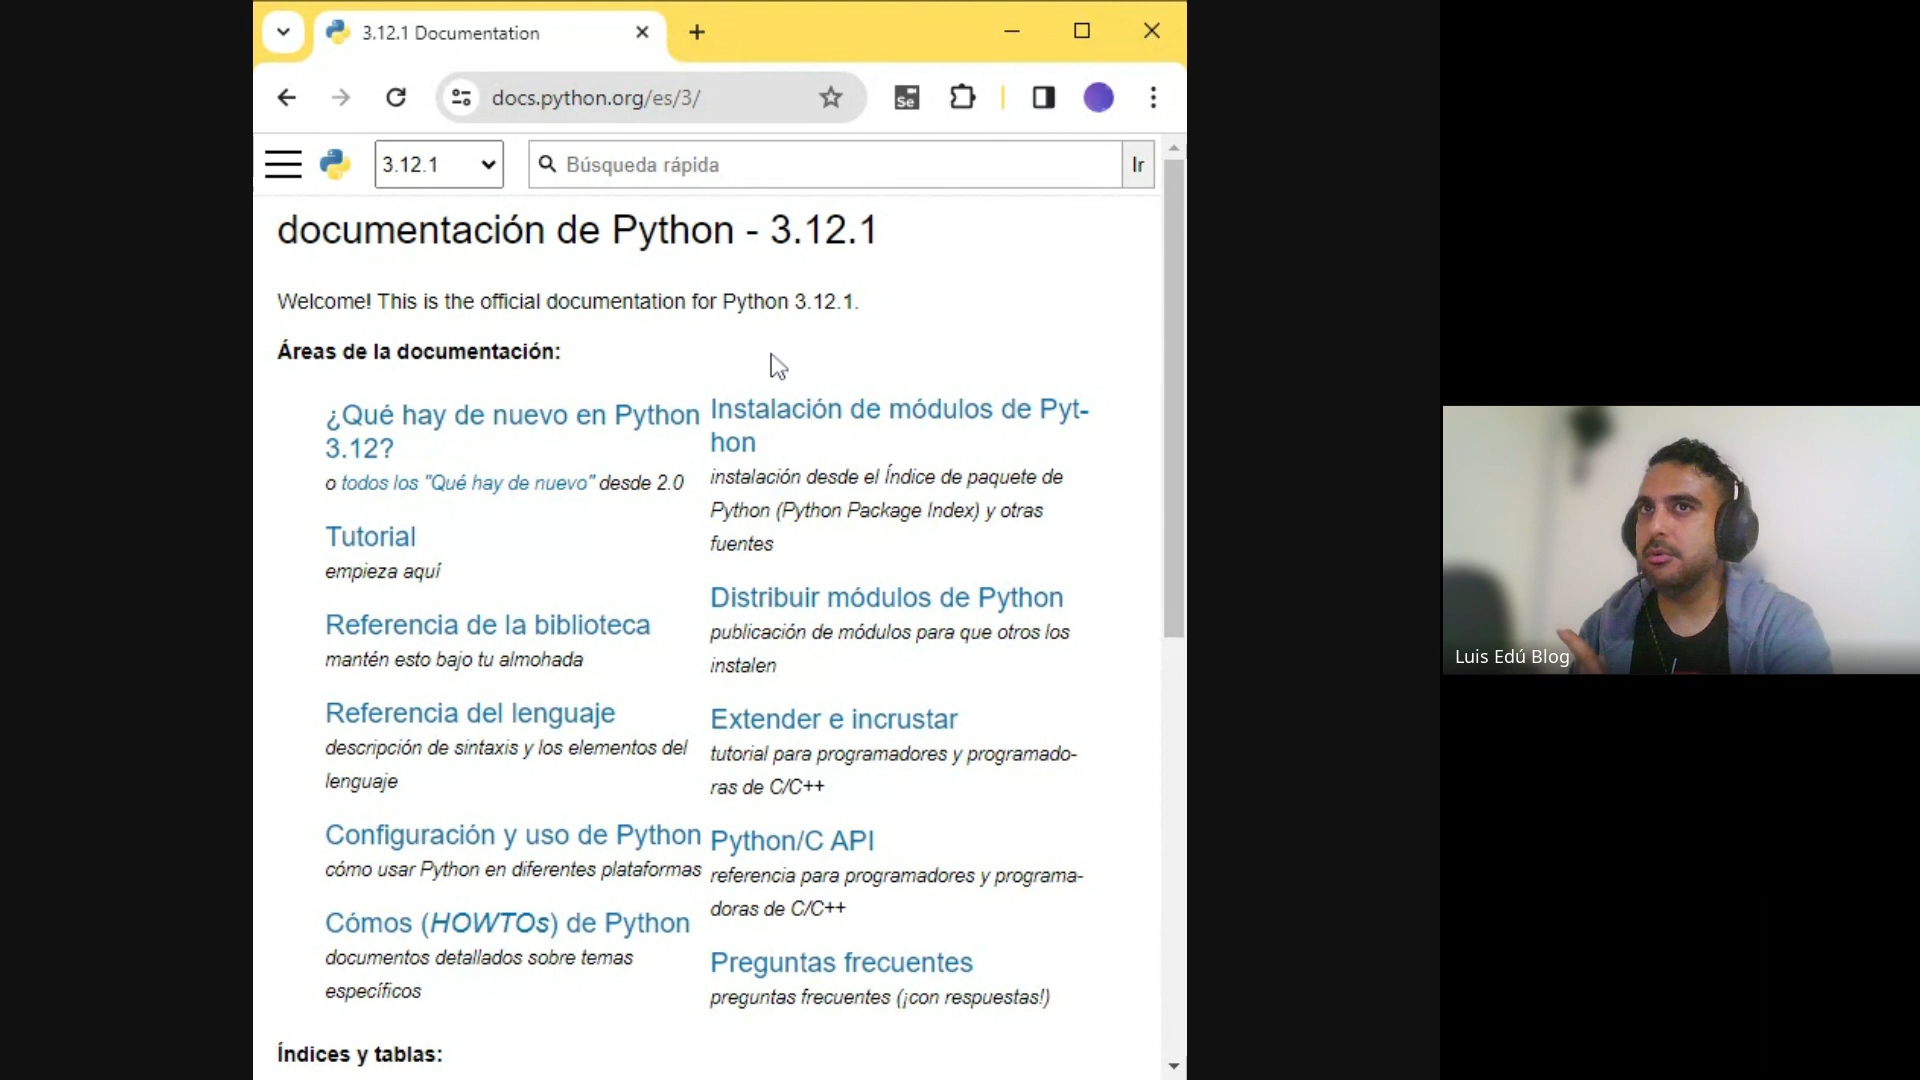 3.12.1 Documentation
docs.python.org/es/3/
Se
3.12.1
Búsqueda rápida
Ir
documentación de Python - 3.12.1
Welcome! This is the official documentation for Python 3.12.1.
Áreas de la documentación:
¿Qué hay de nuevo en Python
3.12?
o todos los "Qué hay de nuevo" desde 2.0
Tutorial
empieza aquí
Referencia de la biblioteca
mantén esto bajo tu almohada
Referencia del lenguaje
descripción de sintaxis y los elementos del
lenguaje
Configuración y uso de Python
cómo usar Python en diferentes plataformas
Cómos (HOWTOs) de Python
documentos detallados sobre temas
específicos
Instalación de módulos de Pyt-
hon
instalación desde el Índice de paquete de
Python (Python Package Index) y otras
fuentes
Distribuir módulos de Python
publicación de módulos para que otros los
instalen
Extender e incrustar
tutorial para programadores y programado-
ras de C/C++
Python/C API
referencia para programadores y programa-
doras de C/C++
Preguntas frecuentes
preguntas frecuentes (¡con respuestas!)
Índices y tablas:
Luis Edú Blog